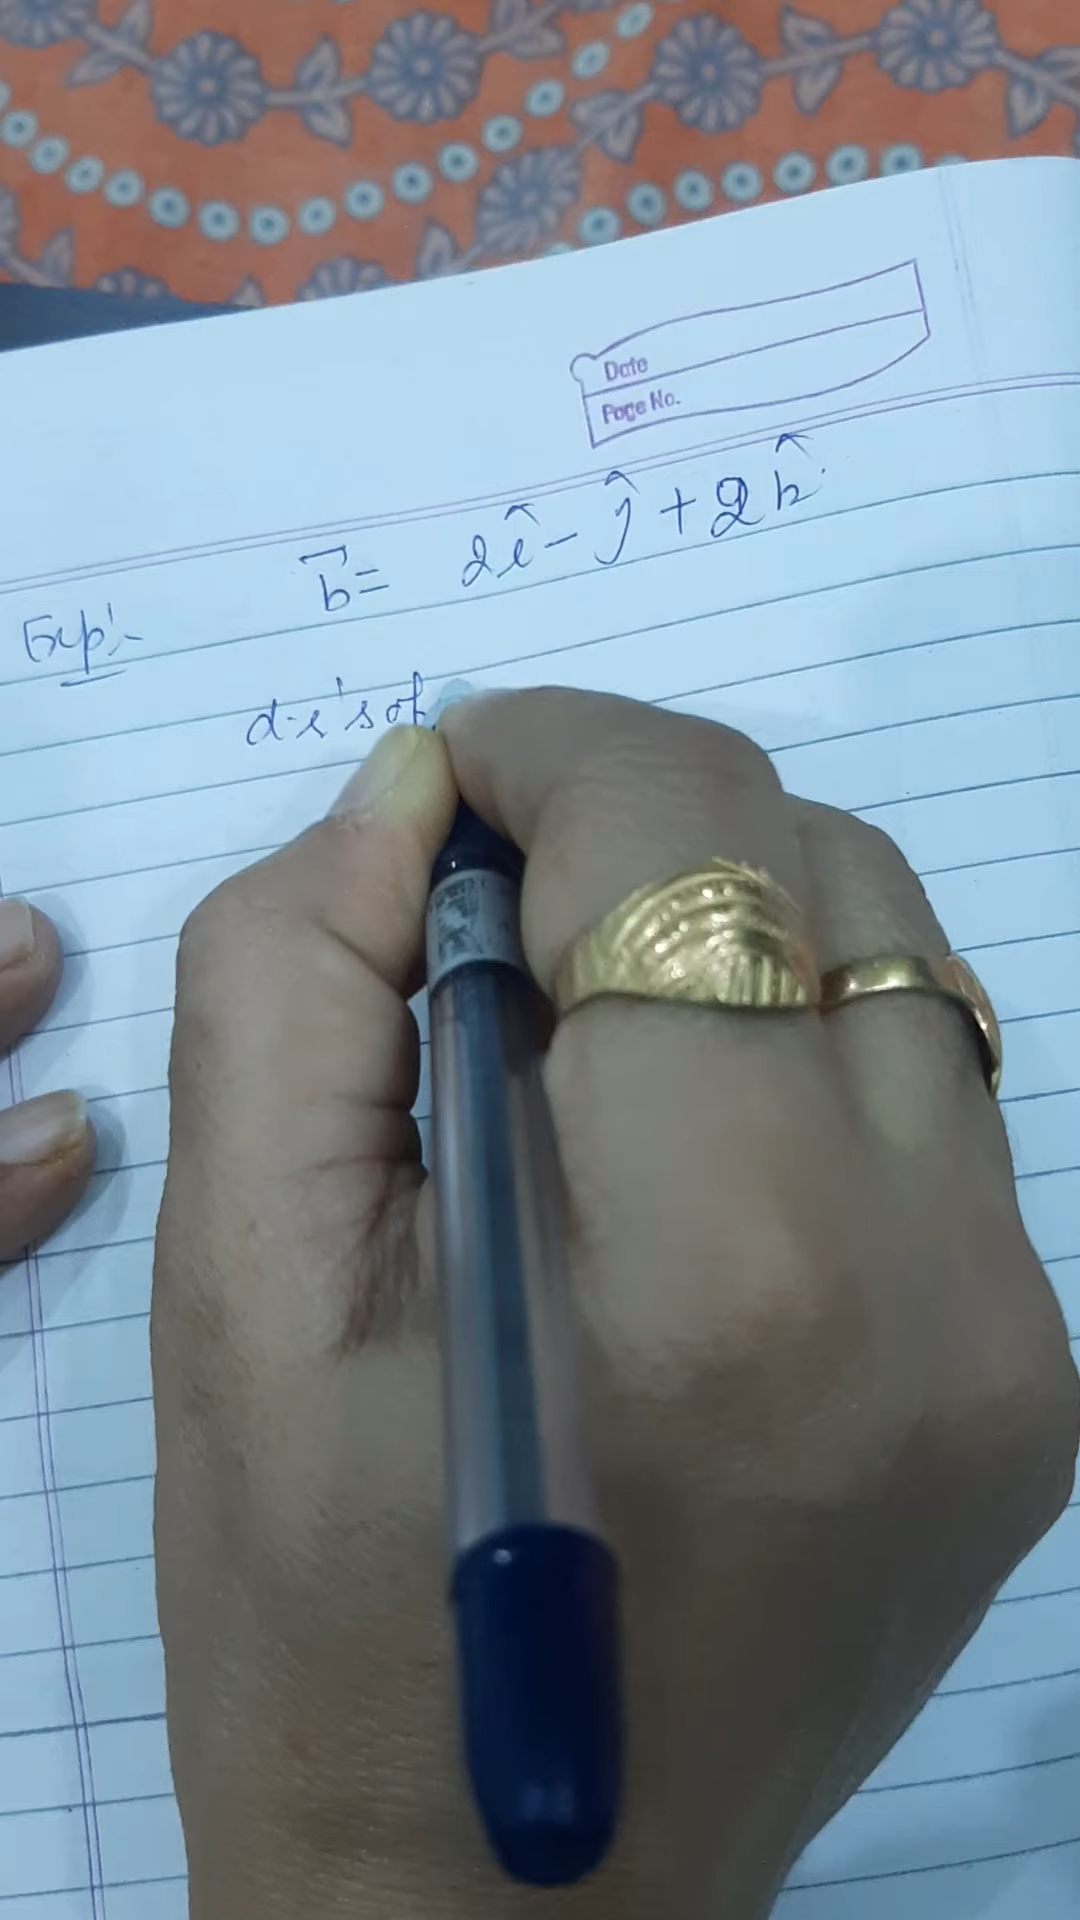 Date
Page No.
Exp:- b⃗ = 2î - ĵ + 2k̂
d.r's of